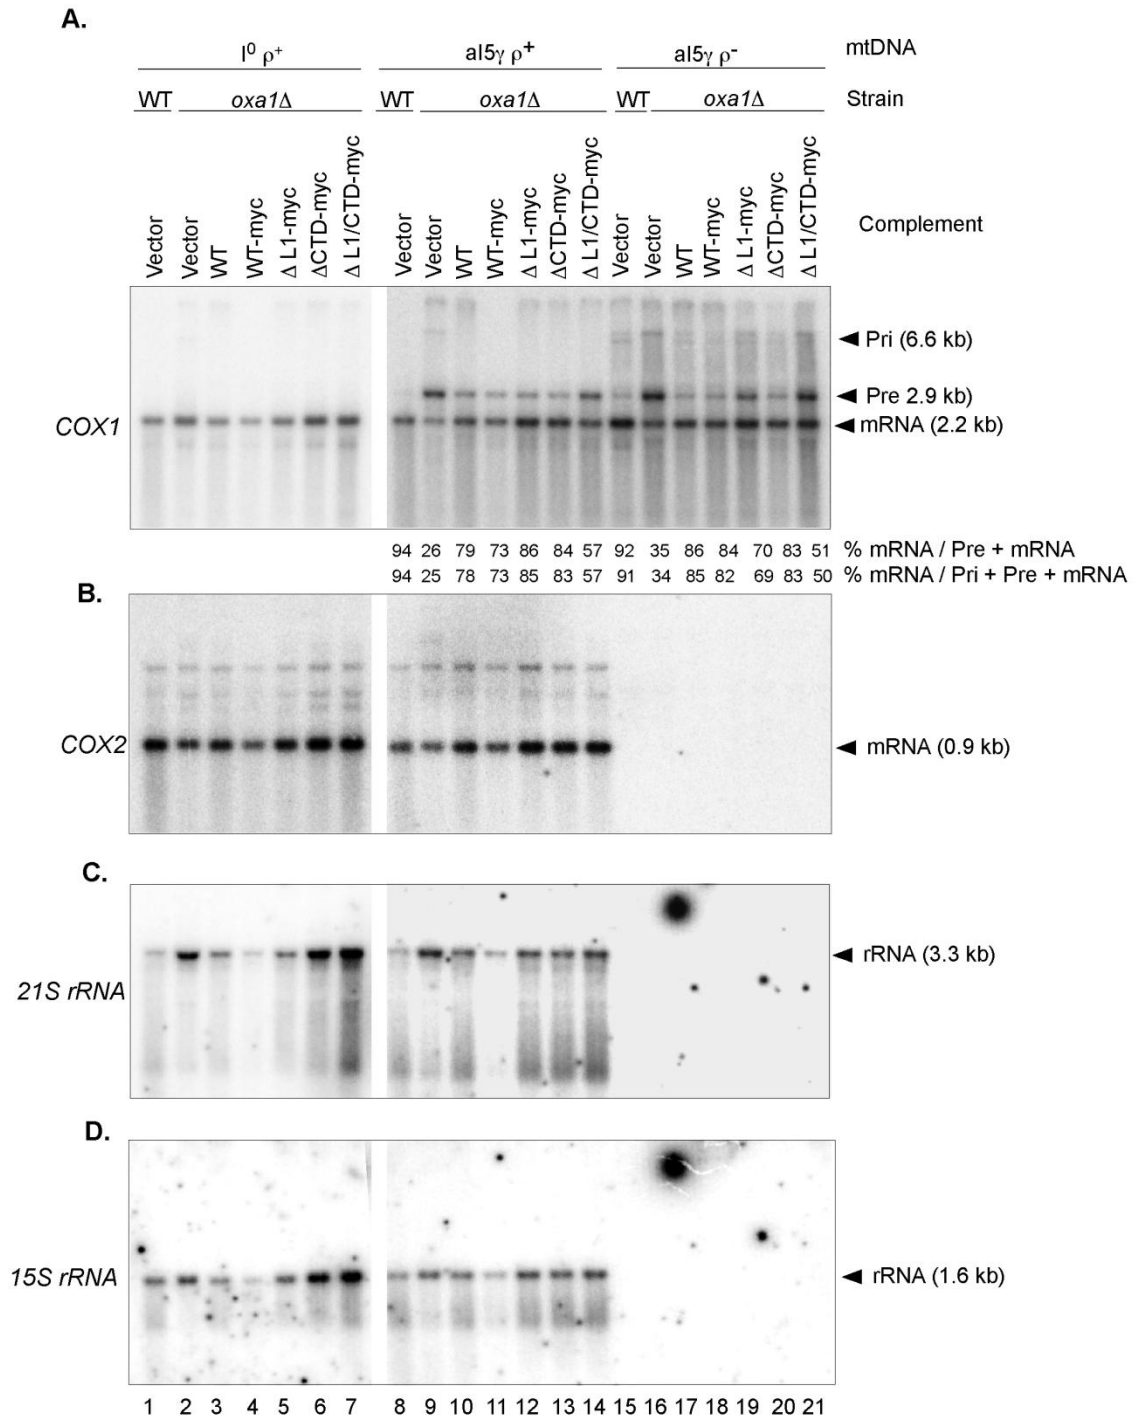 A.
I⁰ ρ⁺ aI5γ ρ⁺ aI5γ ρ⁻ mtDNA
WT oxa1Δ WT oxa1Δ WT oxa1Δ Strain
Vector Vector WT WT-myc Δ L1-myc ΔCTD-myc Δ L1/CTD-myc Vector Vector WT WT-myc Δ L1-myc ΔCTD-myc Δ L1/CTD-myc Vector Vector WT WT-myc Δ L1-myc ΔCTD-myc Δ L1/CTD-myc Complement
Pri (6.6 kb)
Pre 2.9 kb)
COX1 mRNA (2.2 kb)
94 26 79 73 86 84 57 92 35 86 84 70 83 51 % mRNA / Pre + mRNA
94 25 78 73 85 83 57 91 34 85 82 69 83 50 % mRNA / Pri + Pre + mRNA
B.
COX2 mRNA (0.9 kb)
C.
21S rRNA rRNA (3.3 kb)
D.
15S rRNA rRNA (1.6 kb)
1 2 3 4 5 6 7 8 9 10 11 12 13 14 15 16 17 18 19 20 21